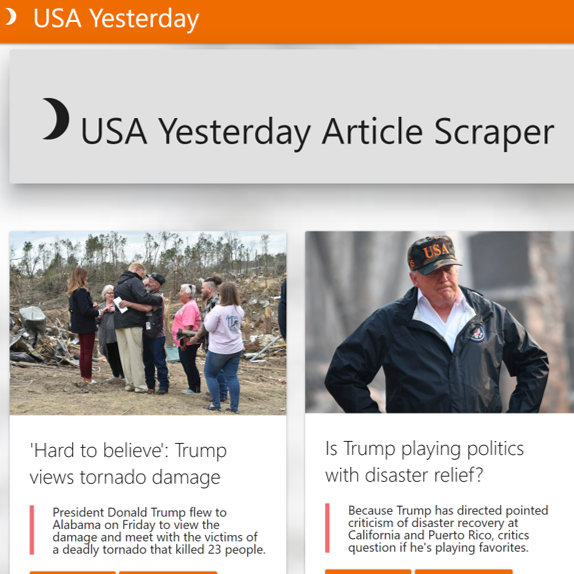 USA Yesterday
USA Yesterday Article Scraper
USA
'Hard to believe': Trump
views tornado damage
President Donald Trump flew to
Alabama on Friday to view the
damage and meet with the victims of
a deadly tornado that killed 23 people.
Is Trump playing politics
with disaster relief?
Because Trump has directed pointed
criticism of disaster recovery at
California and Puerto Rico, critics
question if he's playing favorites.